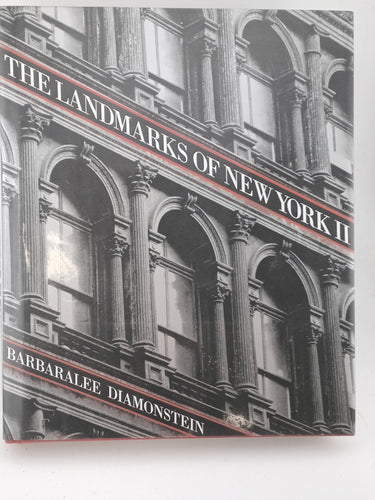 THE LANDMARKS OF NEW YORK II
BARBARALEE DIAMONSTEIN